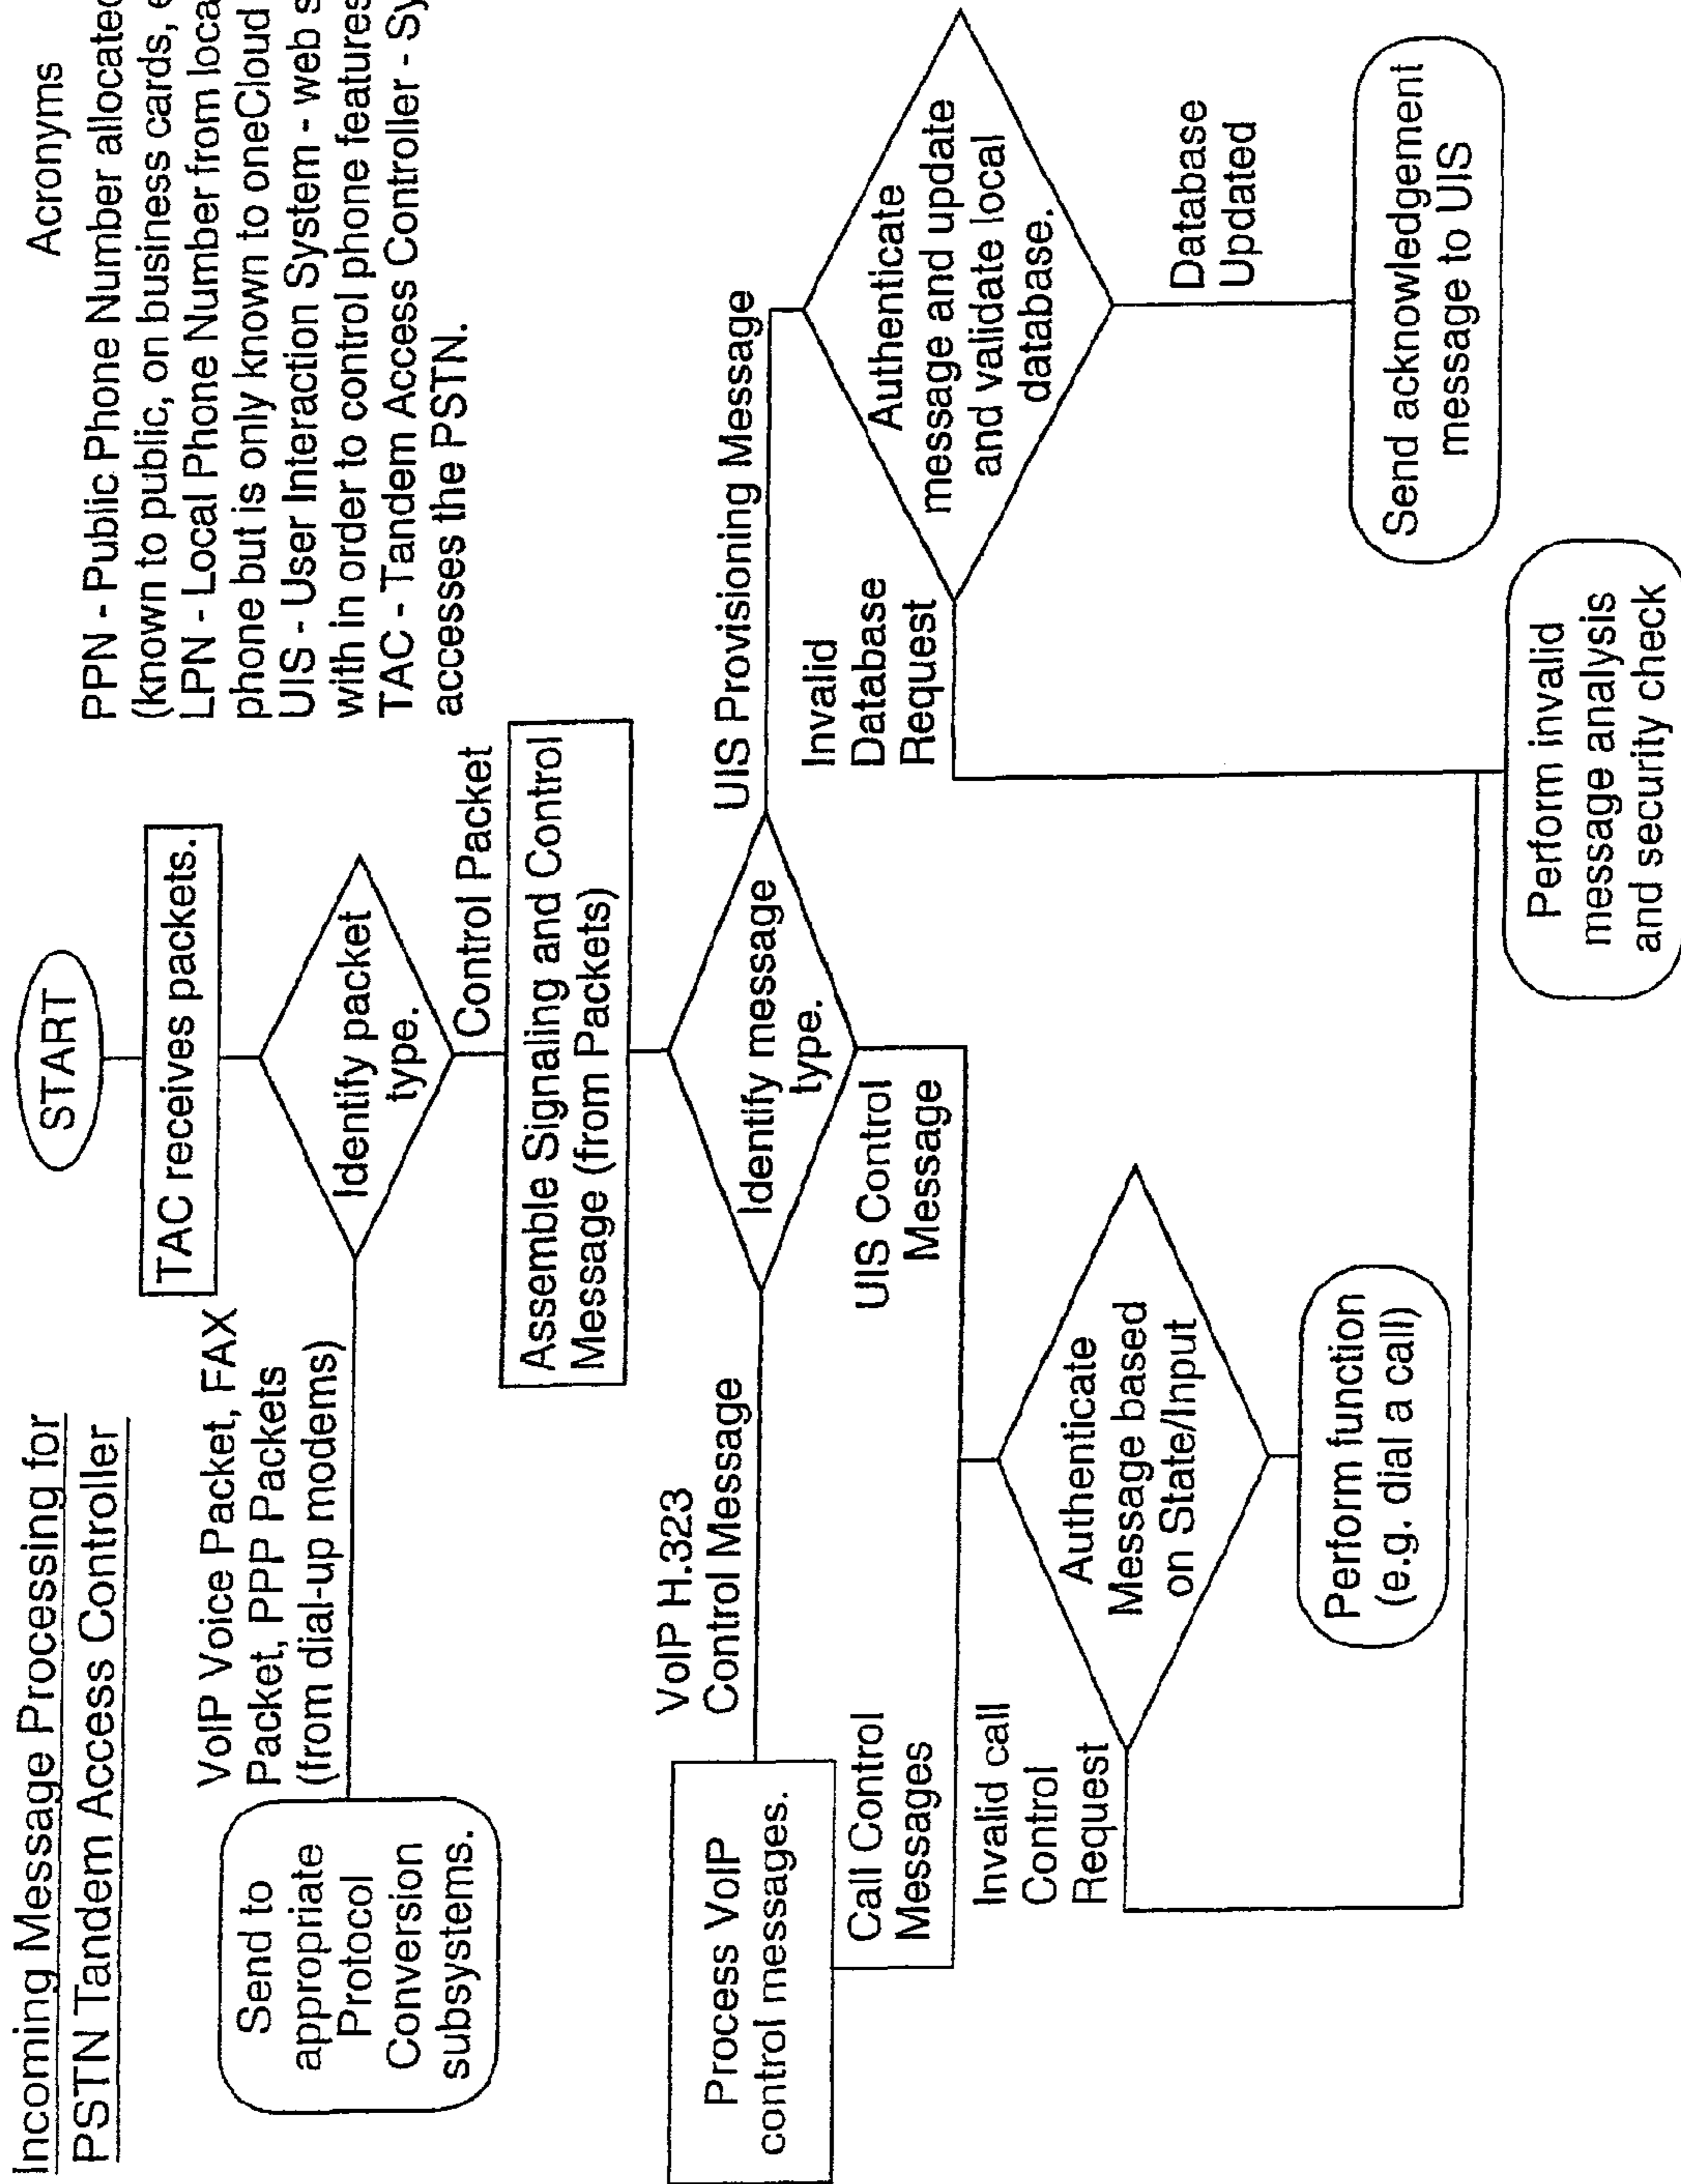 Incoming Message Processing for
PSTN Tandem Access Controller
START
Acronyms
PPN - Public Phone Number allocated
(known to public, on business cards,
LPN - Local Phone Number from
phone but is only known to oneCloud
UIS - User Interaction System - web
with in order to control phone features
TAC - Tandem Access Controller -
accesses the PSTN.
TAC receives packets.
Identify packet
type.
VoIP Voice Packet, FAX
Packet, PPP Packets
(from dial-up modems)
Send to
appropriate
Protocol
Conversion
subsystems.
Control Packet
Assemble Signaling and Control
Message (from Packets)
Identify message
type.
VoIP H.323
Control Message
Process VoIP
control messages.
Call Control
Messages
UIS Control
Message
UIS Provisioning Message
Authenticate
message and update
and validate local
database.
Invalid
Database
Request
Database
Updated
Send acknowledgement
message to UIS
Authenticate
Message based
on State/Input
Invalid call
Control
Request
Perform function
(e.g. dial a call)
Perform invalid
message analysis
and security check